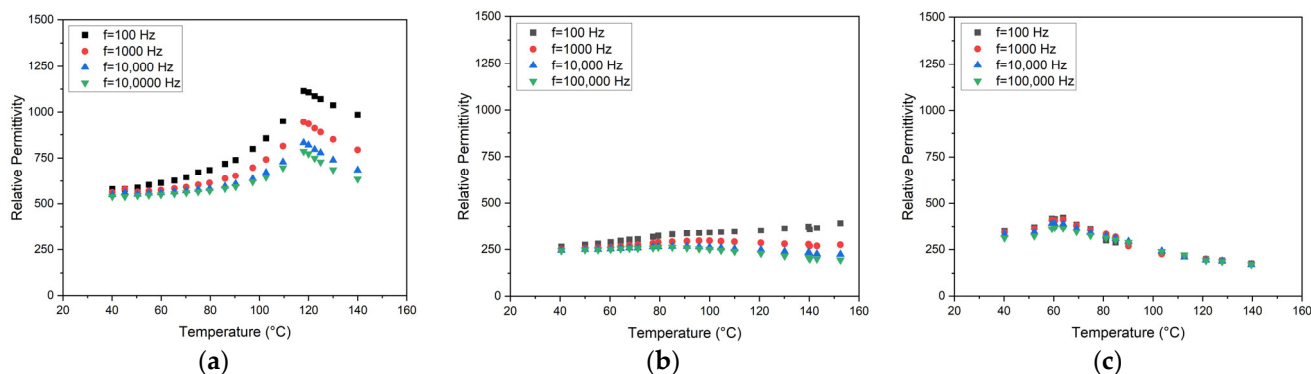 1500
1250
1000
750
500
250
0
Relative Permittivity
f=100 Hz
f=1000 Hz
f=10,000 Hz
f=10,0000 Hz
20 40 60 80 100 120 140 160
Temperature (°C)
(a)
1500
1250
1000
750
500
250
0
Relative Permittivity
f=100 Hz
f=1000 Hz
f=10,000 Hz
f=100,000 Hz
20 40 60 80 100 120 140 160
Temperature (°C)
(b)
1500
1250
1000
750
500
250
0
Relative Permittivity
f=100 Hz
f=1000 Hz
f=10,000 Hz
f=100,000 Hz
20 40 60 80 100 120 140 160
Temperature (°C)
(c)